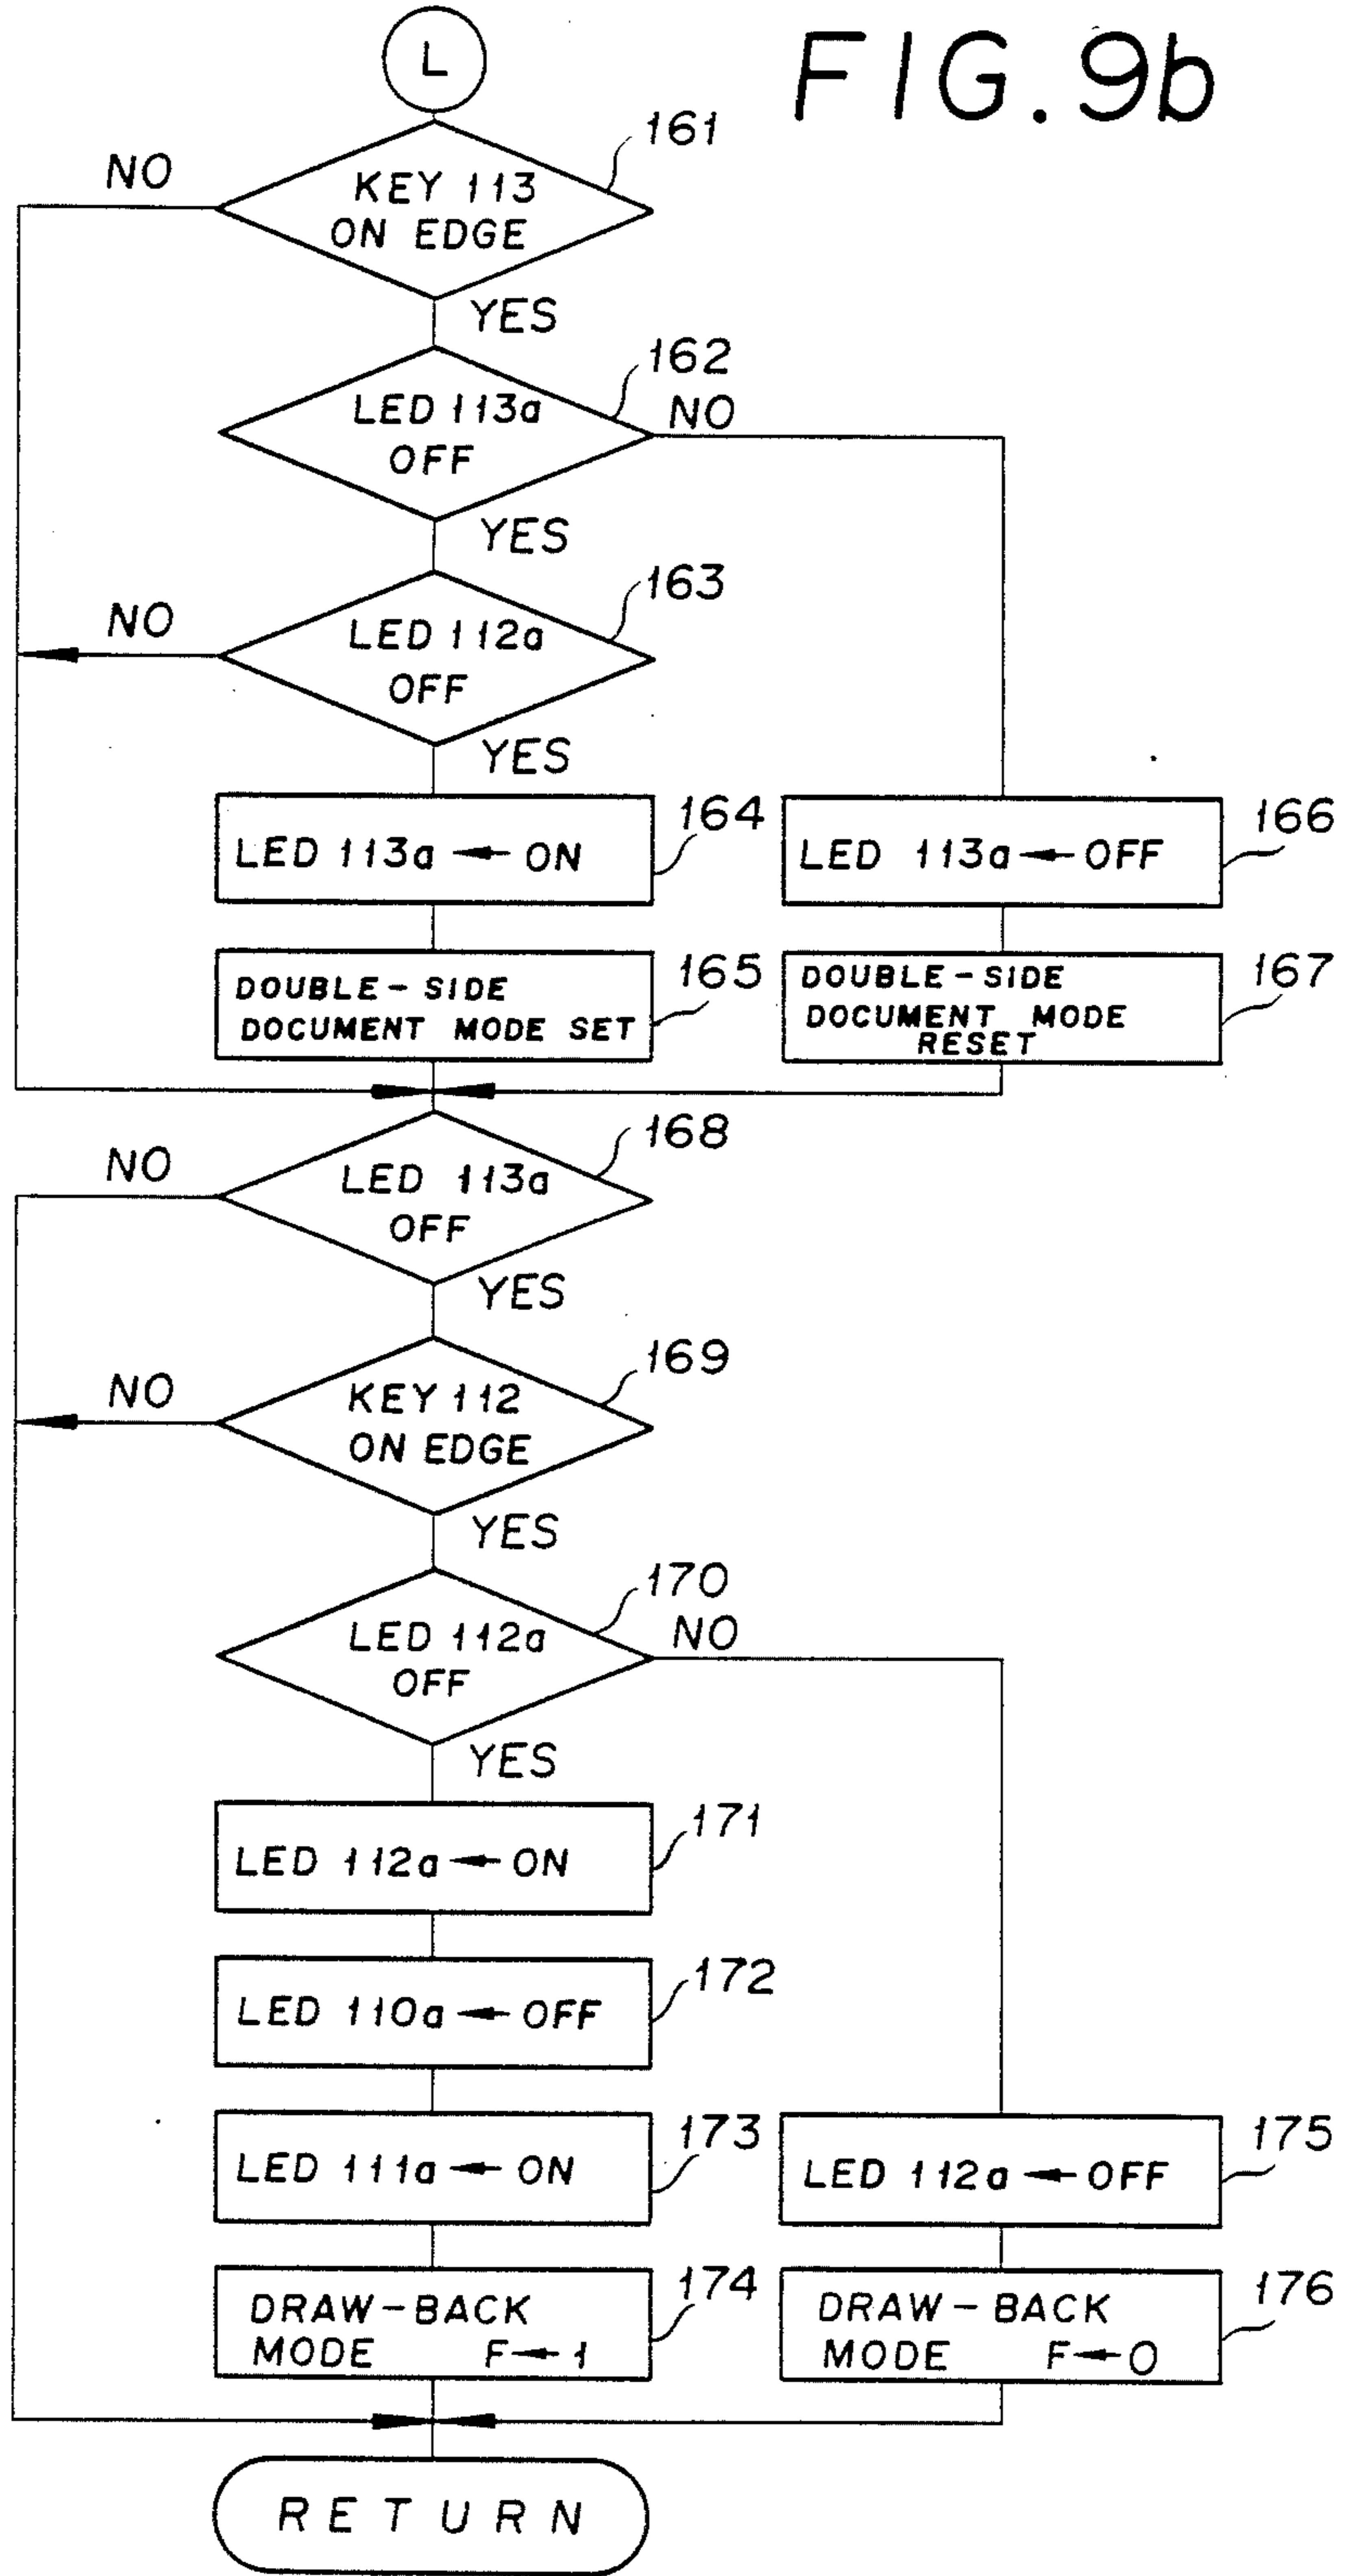 FIG. 9b
L
161
NO
KEY 113
ON EDGE
YES
162
LED 113a
OFF
NO
YES
163
NO
LED 112a
OFF
YES
164
LED 113a ← ON
166
LED 113a ← OFF
165
DOUBLE-SIDE
DOCUMENT MODE SET
167
DOUBLE-SIDE
DOCUMENT MODE
RESET
168
NO
LED 113a
OFF
YES
169
NO
KEY 112
ON EDGE
YES
170
LED 112a
OFF
NO
YES
171
LED 112a ← ON
172
LED 110a ← OFF
173
LED 111a ← ON
175
LED 112a ← OFF
174
DRAW-BACK
MODE F ← 1
176
DRAW-BACK
MODE F ← 0
RETURN